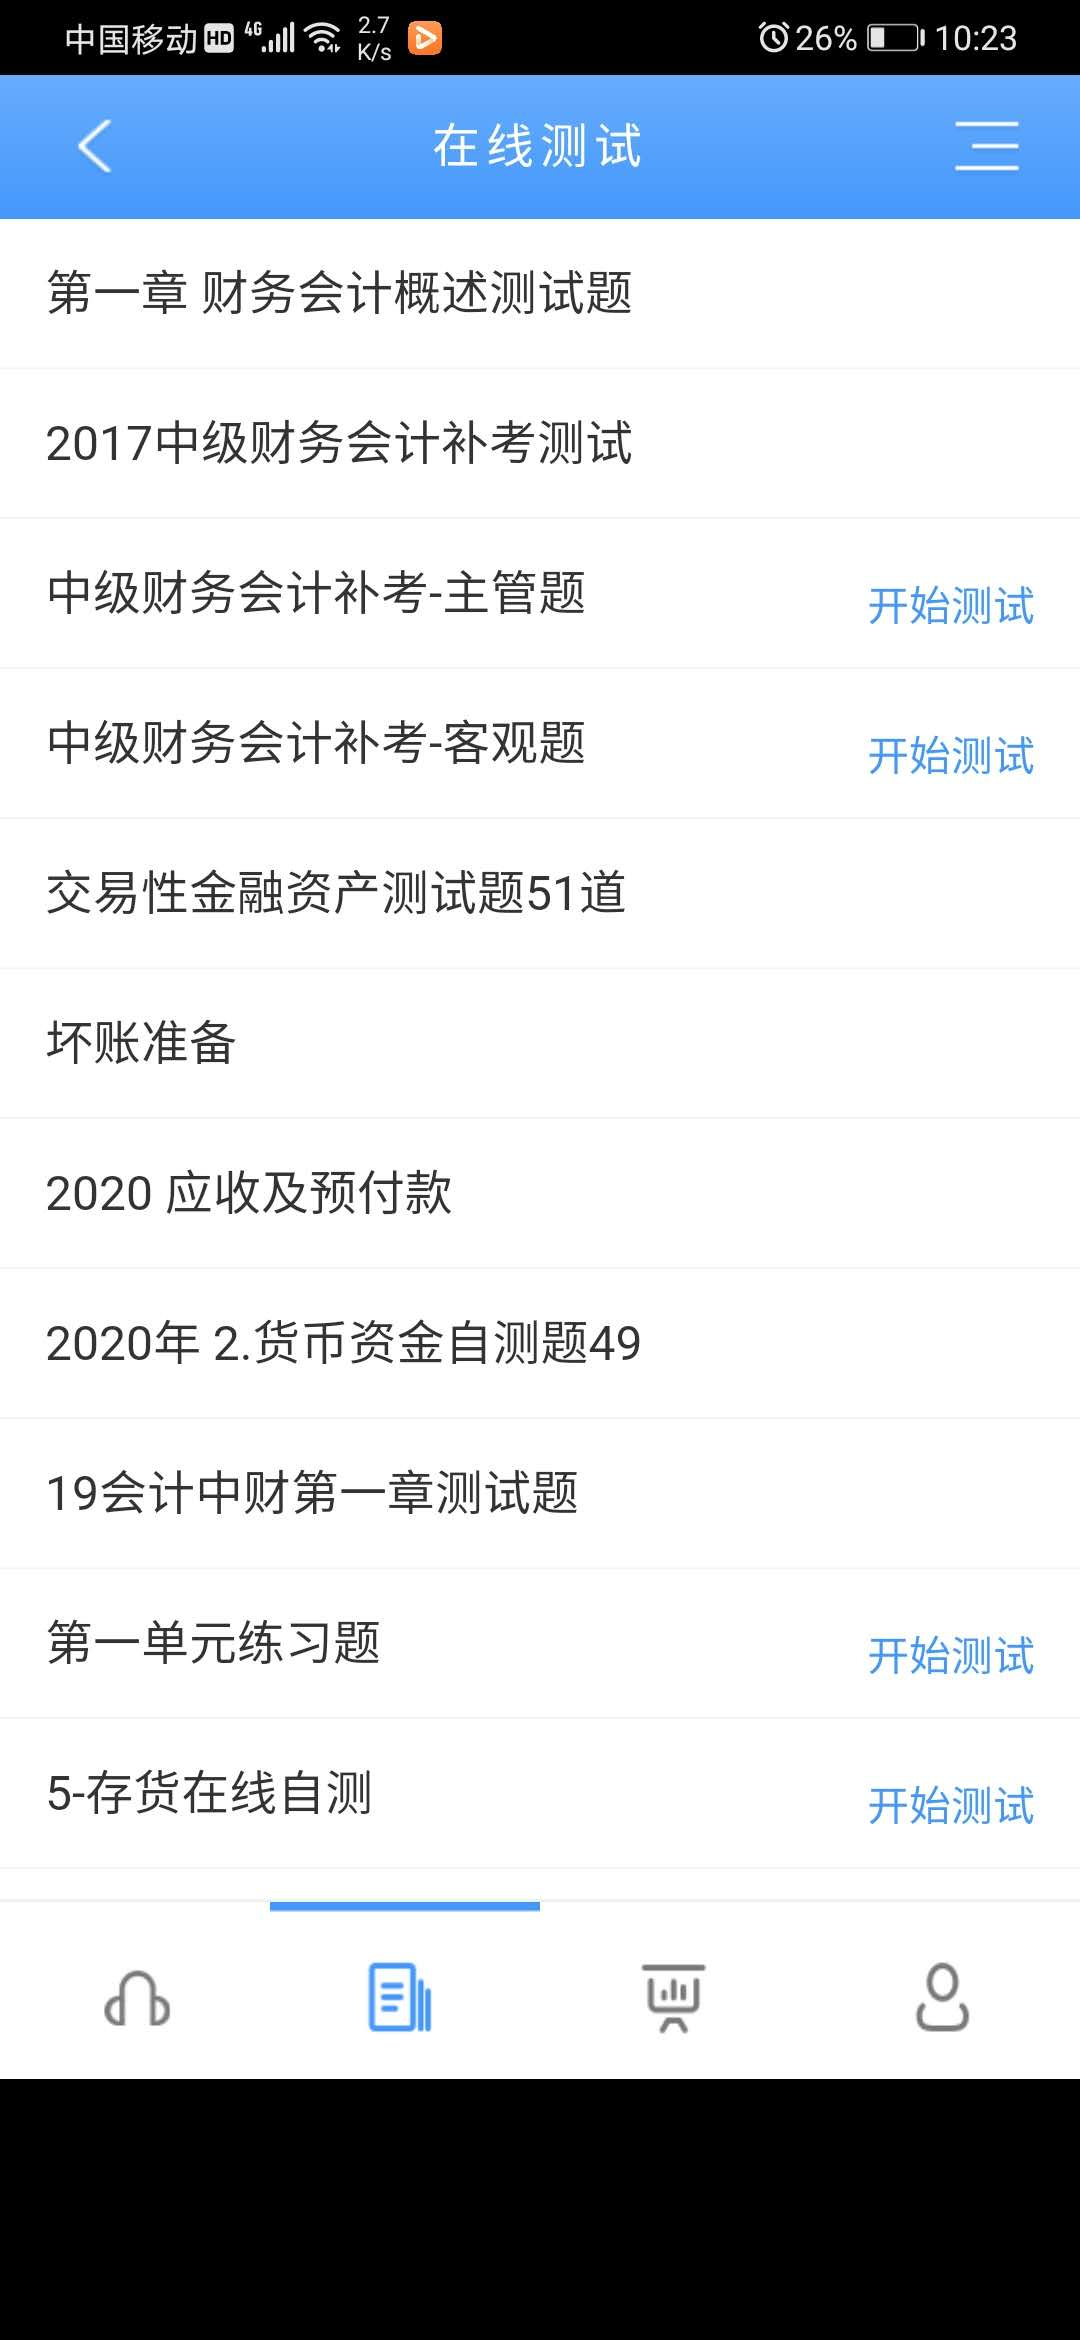 中国移动 HD 4G 2.7 K/s 26% 10:23
在线测试
第一章 财务会计概述测试题
2017中级财务会计补考测试
中级财务会计补考-主管题 开始测试
中级财务会计补考-客观题 开始测试
交易性金融资产测试题51道
坏账准备
2020 应收及预付款
2020年 2.货币资金自测题49
19会计中财第一章测试题
第一单元练习题 开始测试
5-存货在线自测 开始测试